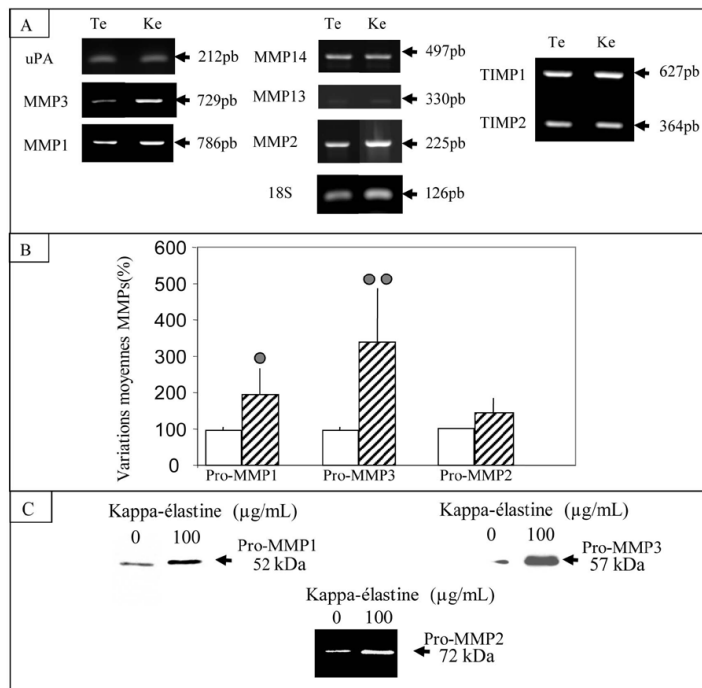 A
Te Ke
uPA 212pb
MMP3 729pb
MMP1 786pb
Te Ke
MMP14 497pb
MMP13 330pb
MMP2 225pb
18S 126pb
Te Ke
TIMP1 627pb
TIMP2 364pb
B
Variations moyennes MMPs(%)
600
500
400
300
200
100
0
Pro-MMP1 Pro-MMP3 Pro-MMP2
C
Kappa-élastine (µg/mL)
0 100
Pro-MMP1
52 kDa
Kappa-élastine (µg/mL)
0 100
Pro-MMP3
57 kDa
Kappa-élastine (µg/mL)
0 100
Pro-MMP2
72 kDa